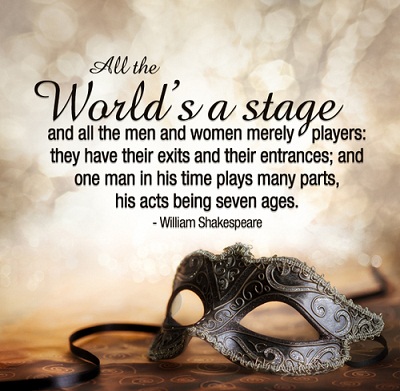 All the
World's a stage
and all the men and women merely players:
they have their exits and their entrances; and
one man in his time plays many parts,
his acts being seven ages.
- William Shakespeare